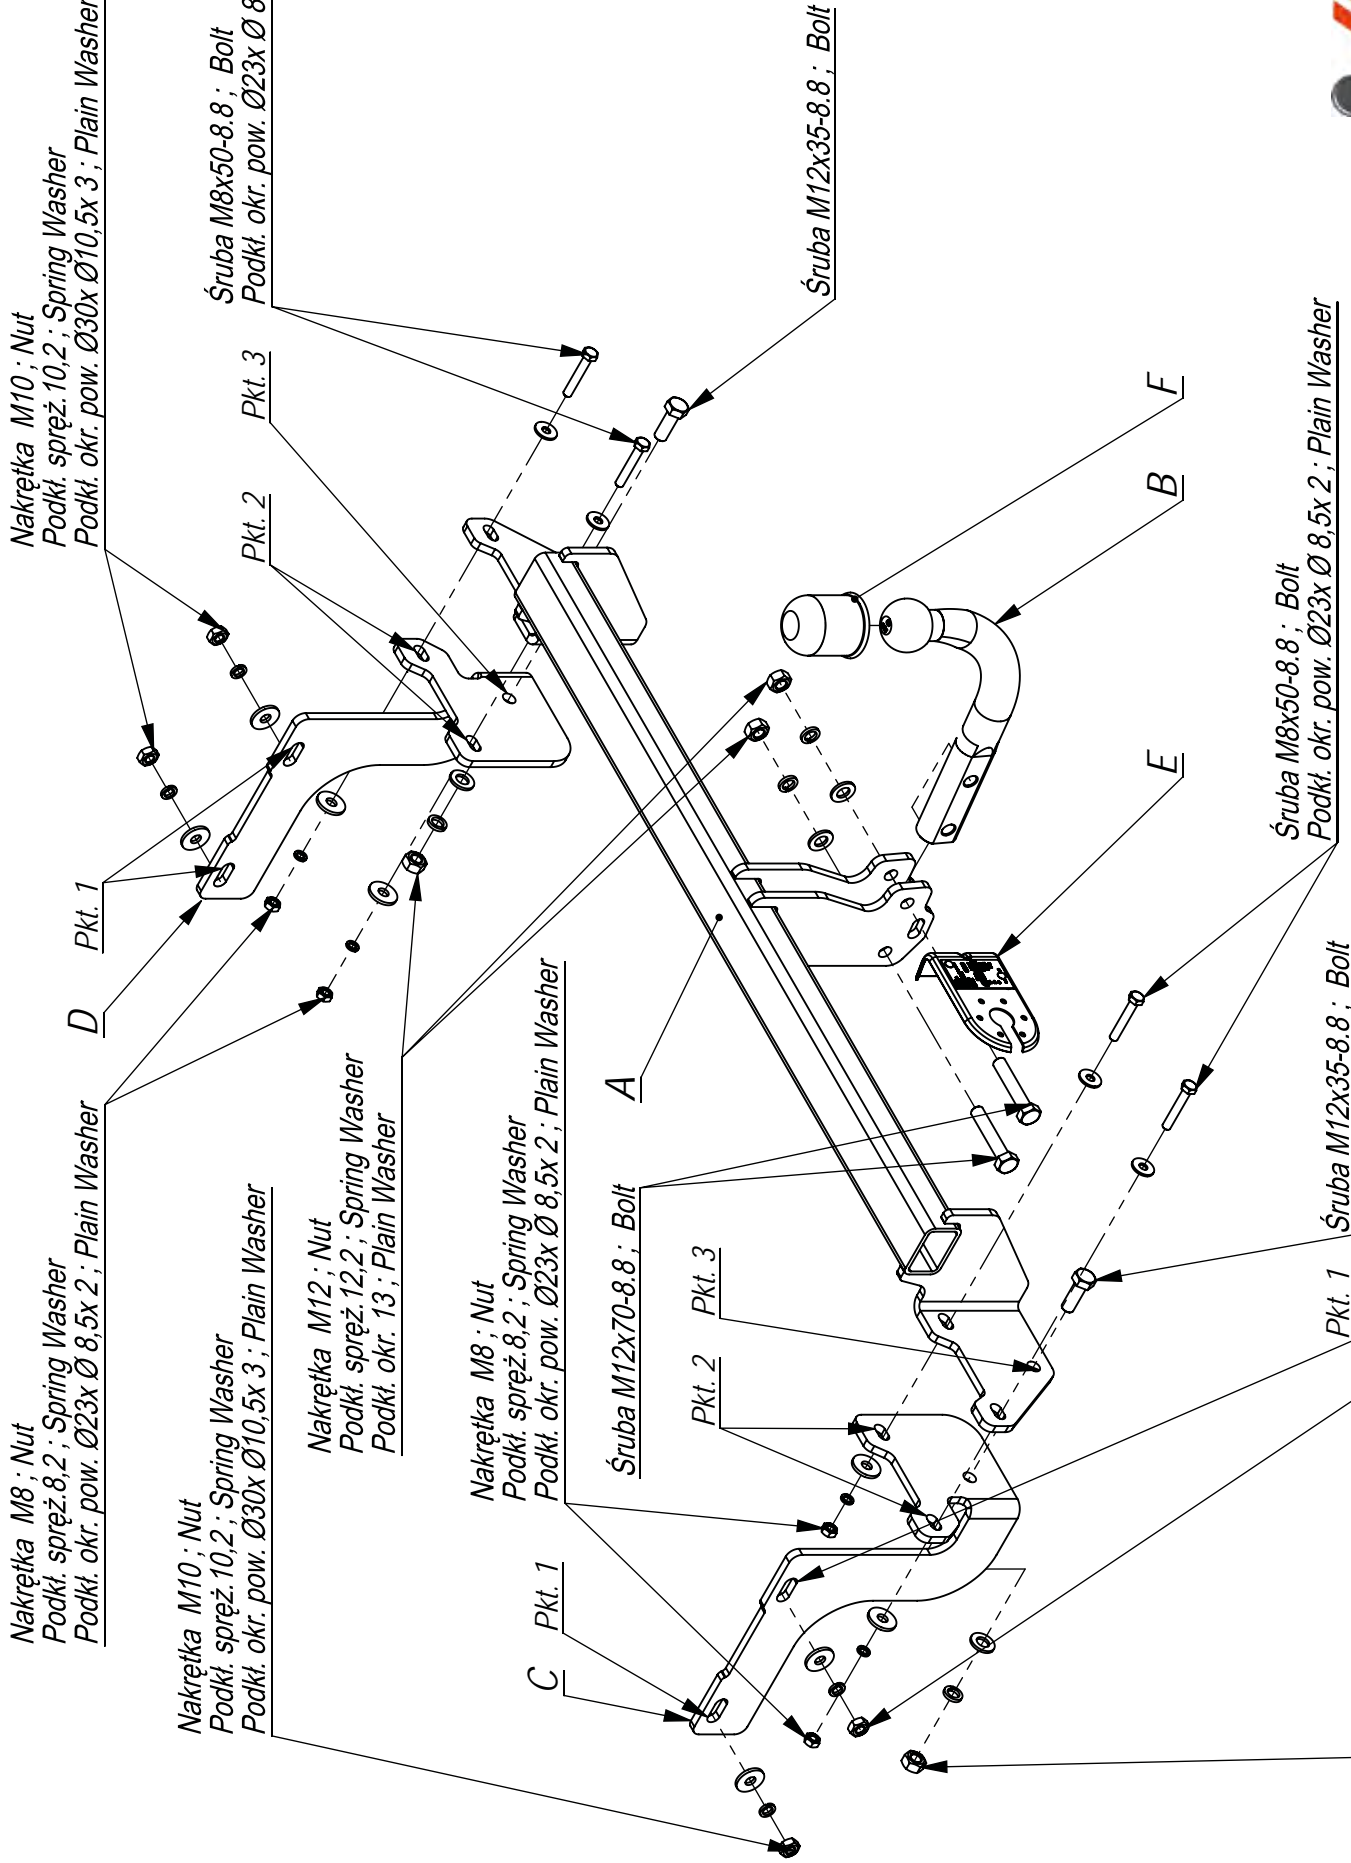 Nakrętka M8 ; Nut
Podkł. spręż.8,2 ; Spring Washer
Podkł. okr. pow. Ø23x Ø 8,5x 2 ; Plain Washer
Nakrętka M10 ; Nut
Podkł. spręż.10,2 ; Spring Washer
Podkł. okr. pow. Ø30x Ø10,5x 3 ; Plain Washer
D
Pkt. 1
Nakrętka M10 ; Nut
Podkł. spręż.10,2 ; Spring Washer
Podkł. okr. pow. Ø30x Ø10,5x 3 ; Plain Washer
Pkt. 2
Pkt. 3
Śruba M8x50-8.8 ; Bolt
Podkł. okr. pow. Ø23x Ø 8
Nakrętka M12 ; Nut
Podkł. spręż.12,2 ; Spring Washer
Podkł. okr. 13 ; Plain Washer
Nakrętka M8 ; Nut
Podkł. spręż.8,2 ; Spring Washer
Podkł. okr. pow. Ø23x Ø 8,5x 2 ; Plain Washer
C
Pkt. 1
Śruba M12x70-8.8 ; Bolt
A
Pkt. 2
Pkt. 3
Śruba M12x35-8.8 ; Bolt
E
B
F
Śruba M8x50-8.8 ; Bolt
Podkł. okr. pow. Ø23x Ø 8,5x 2 ; Plain Washer
Pkt. 1
Śruba M12x35-8.8 ; Bolt